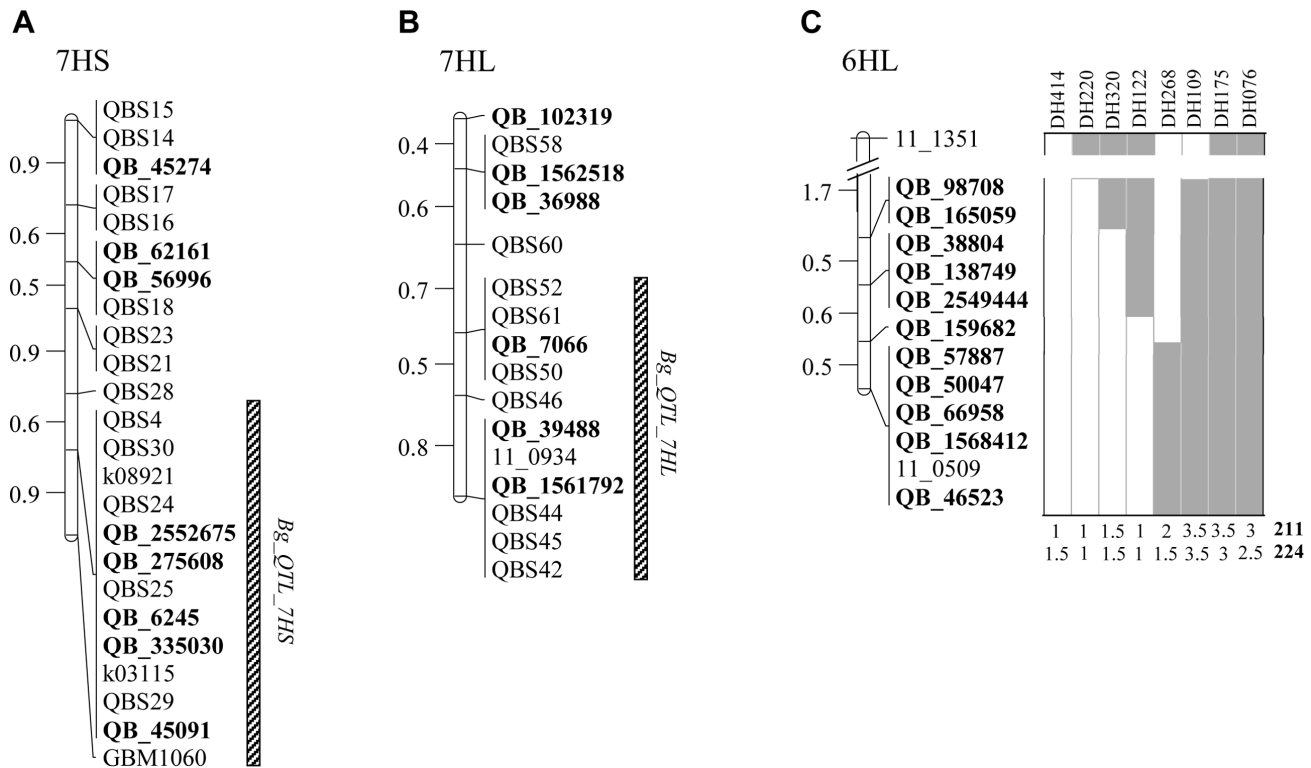 A
7HS
QBS15
QBS14
QB_45274
QBS17
QBS16
QB_62161
QB_56996
QBS18
QBS23
QBS21
QBS28
QBS4
QBS30
k08921
QBS24
QB_2552675
QB_275608
QBS25
QB_6245
QB_335030
k03115
QBS29
QB_45091
GBM1060
0.9
0.6
0.5
0.9
0.6
0.9
Bg_QTL_7HS
B
7HL
QB_102319
QBS58
QB_1562518
QB_36988
QBS60
QBS52
QBS61
QB_7066
QBS50
QBS46
QB_39488
11_0934
QB_1561792
QBS44
QBS45
QBS42
0.4
0.6
0.7
0.5
0.8
Bg_QTL_7HL
C
6HL
11_1351
QB_98708
QB_165059
QB_38804
QB_138749
QB_2549444
QB_159682
QB_57887
QB_50047
QB_66958
QB_1568412
11_0509
QB_46523
1.7
0.5
0.6
0.5
DH414
DH220
DH320
DH122
DH268
DH109
DH175
DH076
1 1 1.5 1 2 3.5 3.5 3 211
1.5 1 1.5 1 1.5 3.5 3 2.5 224